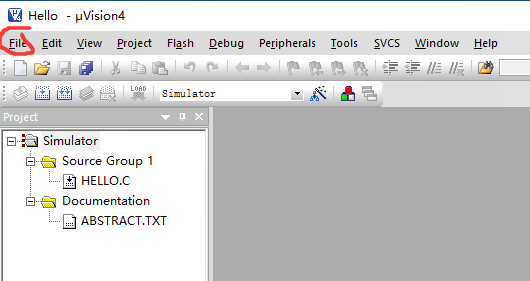 Hello - µVision4
File Edit View Project Flash Debug Peripherals Tools SVCS Window Help
LOAD Simulator
Project
Simulator
Source Group 1
HELLO.C
Documentation
ABSTRACT.TXT